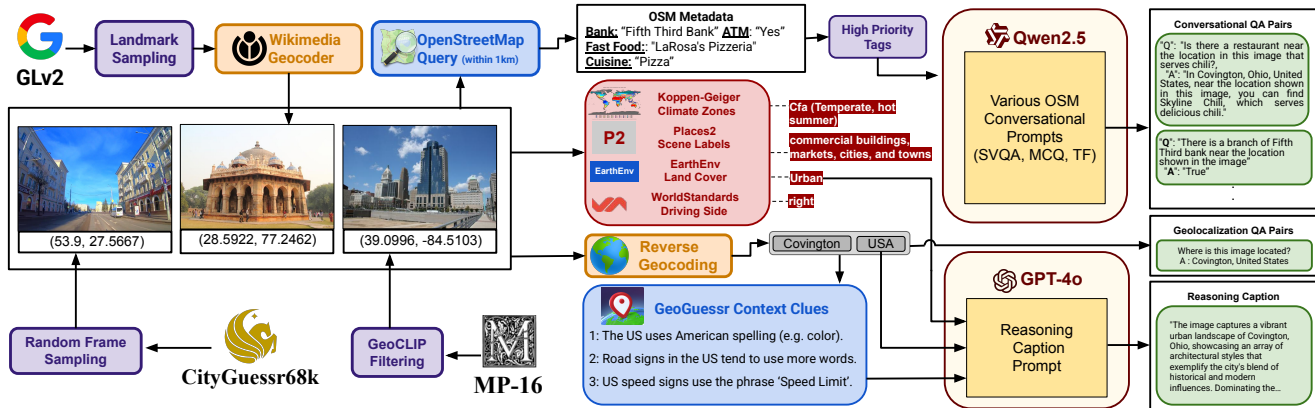 GLv2
Landmark
Sampling
Wikimedia
Geocoder
OpenStreetMap
Query (within 1km)
OSM Metadata
Bank: "Fifth Third Bank" ATM: "Yes"
Fast Food:: "LaRosa's Pizzeria"
Cuisine: "Pizza"
High Priority
Tags
Qwen2.5
Various OSM
Conversational
Prompts
(SVQA, MCQ, TF)
Conversational QA Pairs
"Q": "Is there a restaurant near
the location in this image that
serves chili?,
"A": "In Covington, Ohio, United
States, near the location shown
in this image, you can find
Skyline Chili, which serves
delicious chili."
"Q": "There is a branch of Fifth
Third bank near the location
shown in the image"
"A": "True"
.
(53.9, 27.5667)
(28.5922, 77.2462)
(39.0996, -84.5103)
Koppen-Geiger
Climate Zones
Cfa (Temperate, hot
summer)
P2
Places2
Scene Labels
commercial buildings,
markets, cities, and towns
EarthEnv
EarthEnv
Land Cover
Urban
WorldStandards
Driving Side
right
Reverse
Geocoding
Covington
USA
Geolocalization QA Pairs
Where is this image located?
A : Covington, United States
GeoGuessr Context Clues
1: The US uses American spelling (e.g. color).
2: Road signs in the US tend to use more words.
3: US speed signs use the phrase 'Speed Limit'.
GPT-4o
Reasoning
Caption
Prompt
Reasoning Caption
"The image captures a vibrant
urban landscape of Covington,
Ohio, showcasing an array of
architectural styles that
exemplify the city's blend of
historical and modern
influences. Dominating the...
Random Frame
Sampling
CityGuessr68k
GeoCLIP
Filtering
M
MP-16